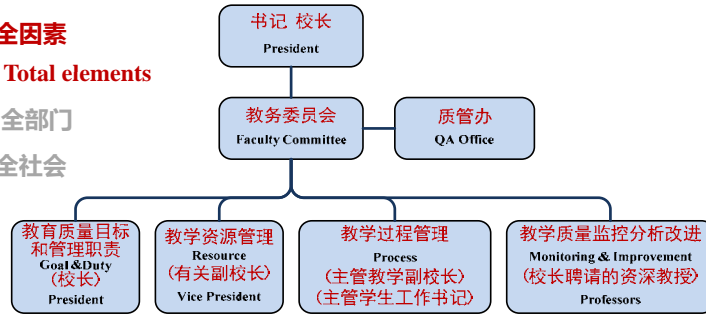 全因素
Total elements
全部门
全社会
书记 校长
President
教务委员会
Faculty Committee
质管办
QA Office
教育质量目标
和管理职责
Goal &Duty
(校长)
President
教学资源管理
Resource
(有关副校长)
Vice President
教学过程管理
Process
(主管教学副校长)
(主管学生工作书记)
教学质量监控分析改进
Monitoring & Improvement
(校长聘请的资深教授)
Professors